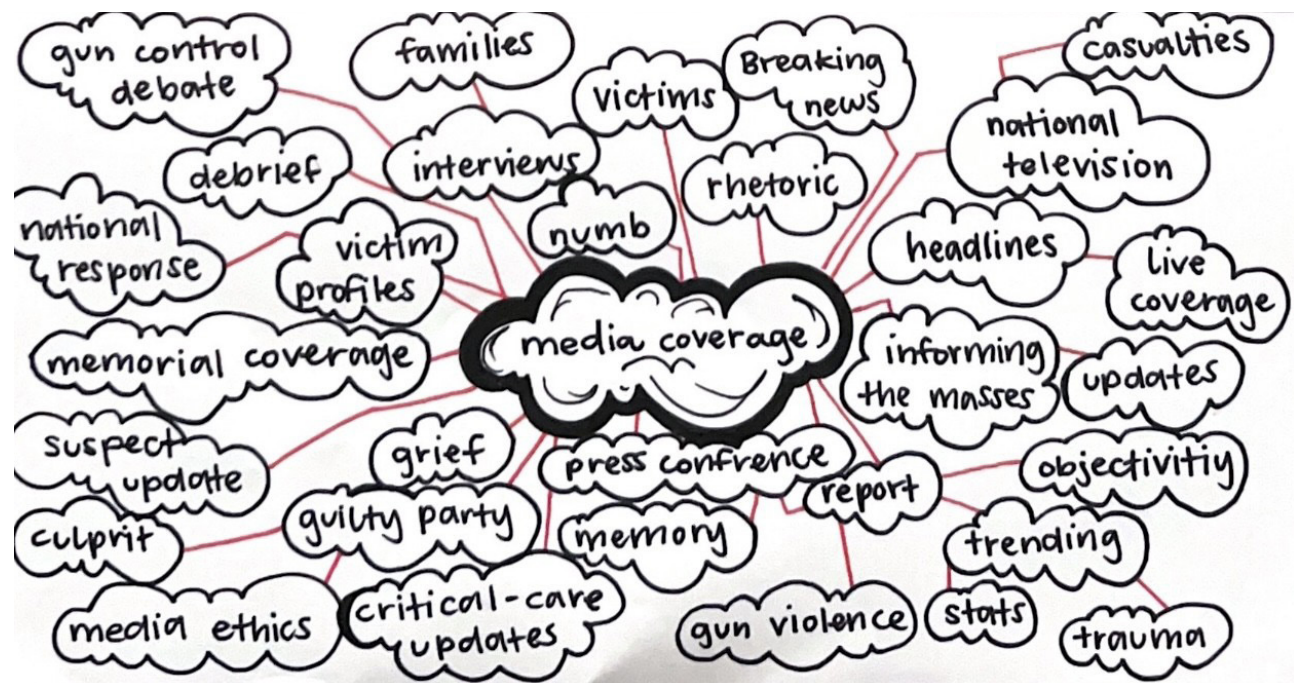 gun control
debate
families
victims
Breaking
news
casualties
national
television
debrief
interviews
rhetoric
numb
national
response
victim
profiles
headlines
live
coverage
media coverage
memorial coverage
informing
the masses
updates
suspect
update
grief
press confrence
report
objectivitiy
culprit
guilty party
memory
trending
media ethics
critical-care
updates
gun violence
stats
trauma